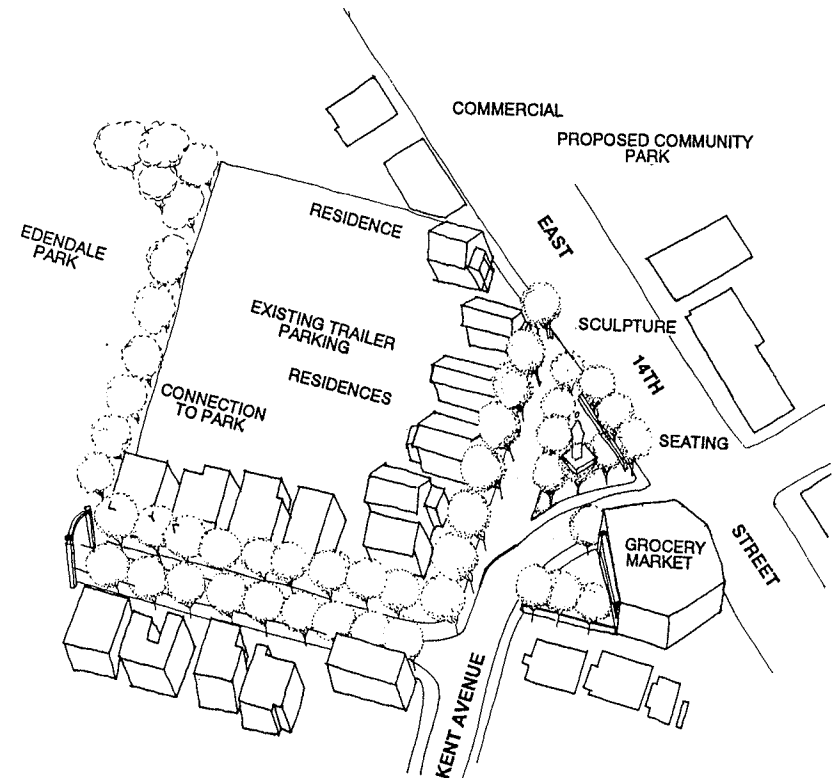 COMMERCIAL
PROPOSED COMMUNITY
PARK
RESIDENCE
EAST
EDENDALE
PARK
EXISTING TRAILER
PARKING
SCULPTURE
14TH
RESIDENCES
CONNECTION
TO PARK
SEATING
GROCERY
MARKET
STREET
KENT AVENUE